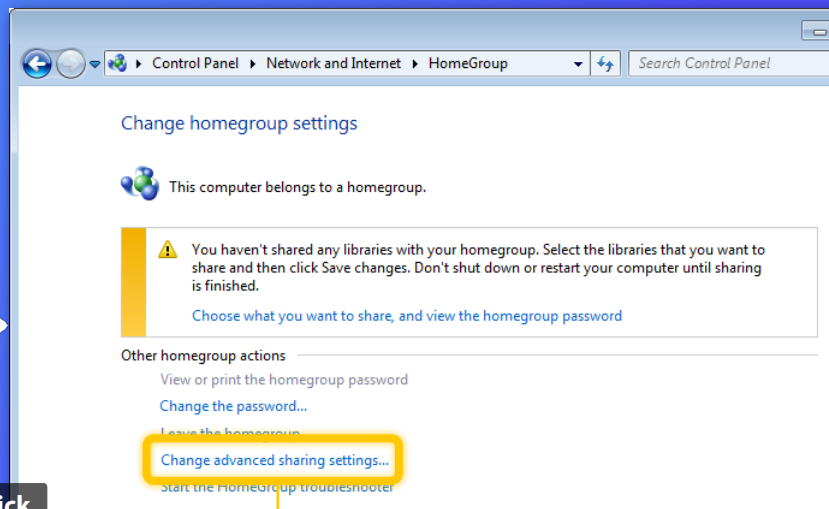 Control Panel Network and Internet HomeGroup Search Control Panel
Change homegroup settings
This computer belongs to a homegroup.
You haven't shared any libraries with your homegroup. Select the libraries that you want to
share and then click Save changes. Don't shut down or restart your computer until sharing
is finished.
Choose what you want to share, and view the homegroup password
Other homegroup actions
View or print the homegroup password
Change the password...
Leave the homegroup...
Change advanced sharing settings...
Start the HomeGroup troubleshooter